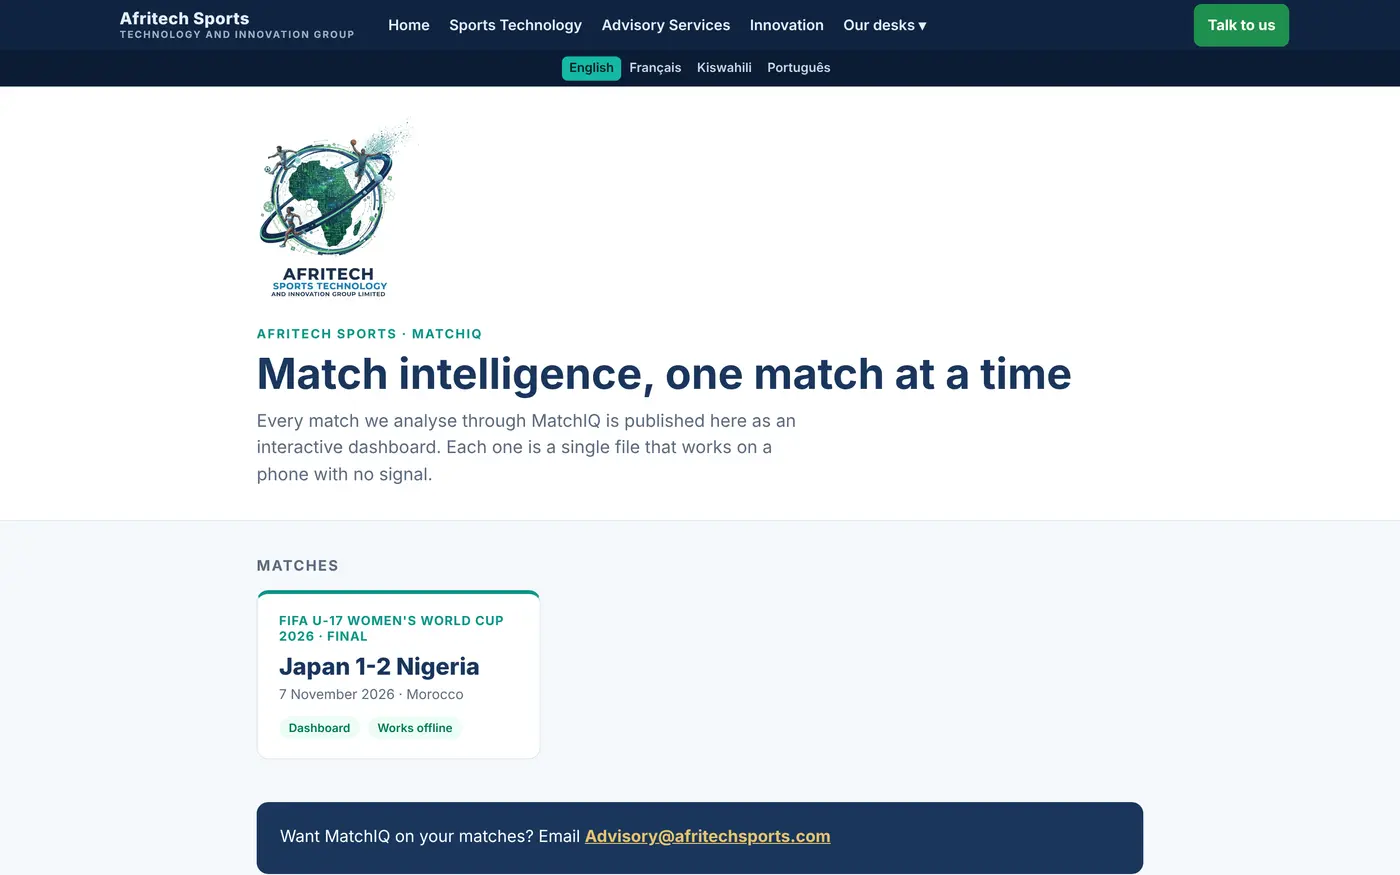 Afritech Sports
TECHNOLOGY AND INNOVATION GROUP
Home
Sports Technology
Advisory Services
Innovation
Our desks ▾
Talk to us
English
Français
Kiswahili
Português
AFRITECH
SPORTS TECHNOLOGY
AND INNOVATION GROUP LIMITED
AFRITECH SPORTS · MATCHIQ
Match intelligence, one match at a time
Every match we analyse through MatchIQ is published here as an
interactive dashboard. Each one is a single file that works on a
phone with no signal.
MATCHES
FIFA U-17 WOMEN'S WORLD CUP
2026 · FINAL
Japan 1-2 Nigeria
7 November 2026 · Morocco
Dashboard
Works offline
Want MatchIQ on your matches? Email Advisory@afritechsports.com